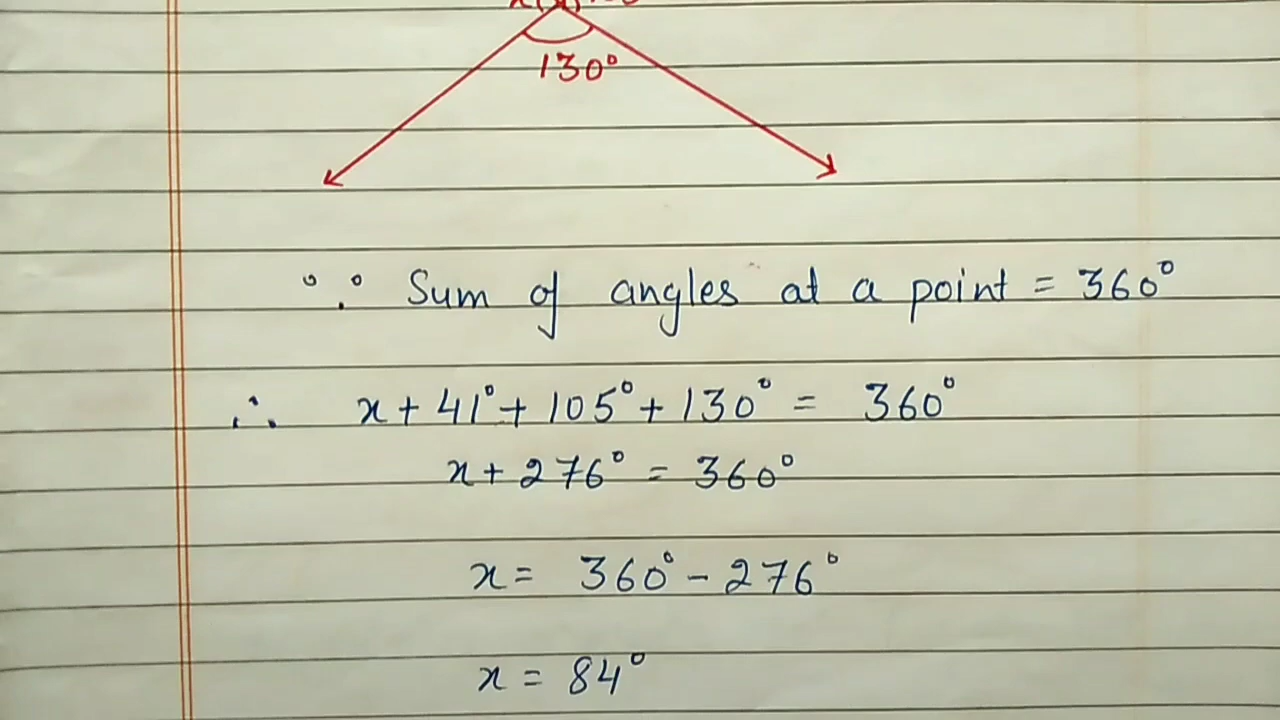 130°
∵ Sum of angles at a point = 360°
∴ x + 41° + 105° + 130° = 360°
x + 276° = 360°
x = 360° - 276°
x = 84°